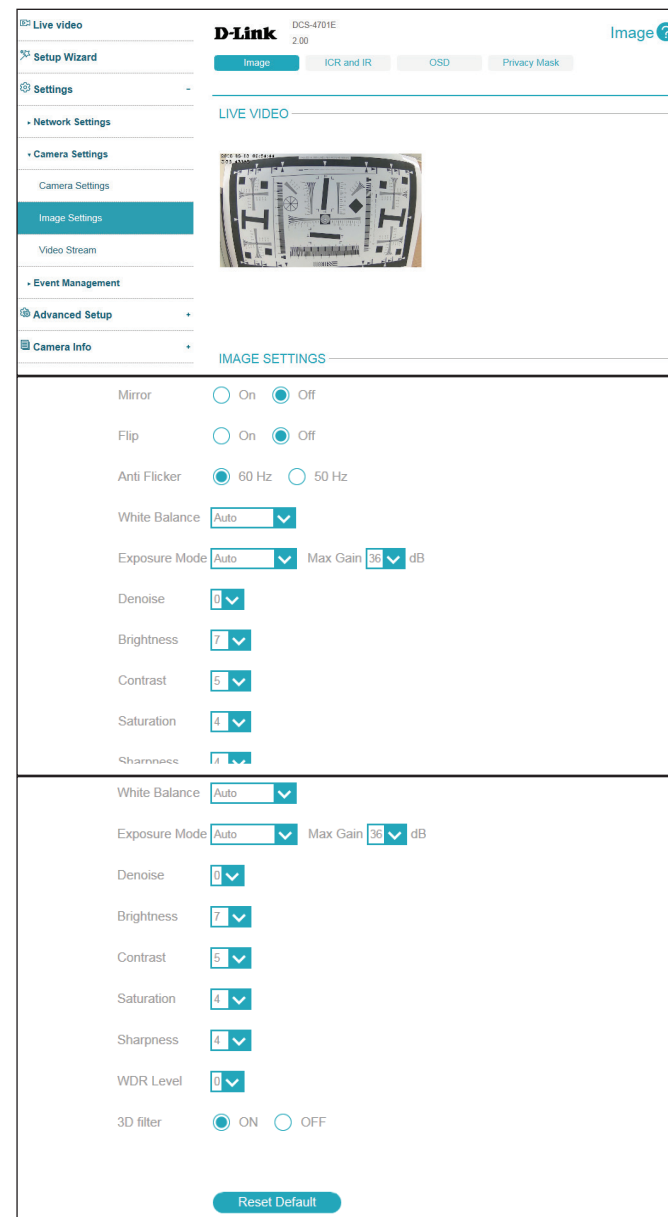 Live video
Setup Wizard
Settings -
Network Settings
Camera Settings
Camera Settings
Image Settings
Video Stream
Event Management
Advanced Setup +
Camera Info +
D-Link DCS-4701E
2.00
Image ?
Image ICR and IR OSD Privacy Mask
LIVE VIDEO
IMAGE SETTINGS
Mirror On Off
Flip On Off
Anti Flicker 60 Hz 50 Hz
White Balance Auto
Exposure Mode Auto Max Gain 36 dB
Denoise 0
Brightness 7
Contrast 5
Saturation 4
Sharpness 4
White Balance Auto
Exposure Mode Auto Max Gain 36 dB
Denoise 0
Brightness 7
Contrast 5
Saturation 4
Sharpness 4
WDR Level 0
3D filter ON OFF
Reset Default